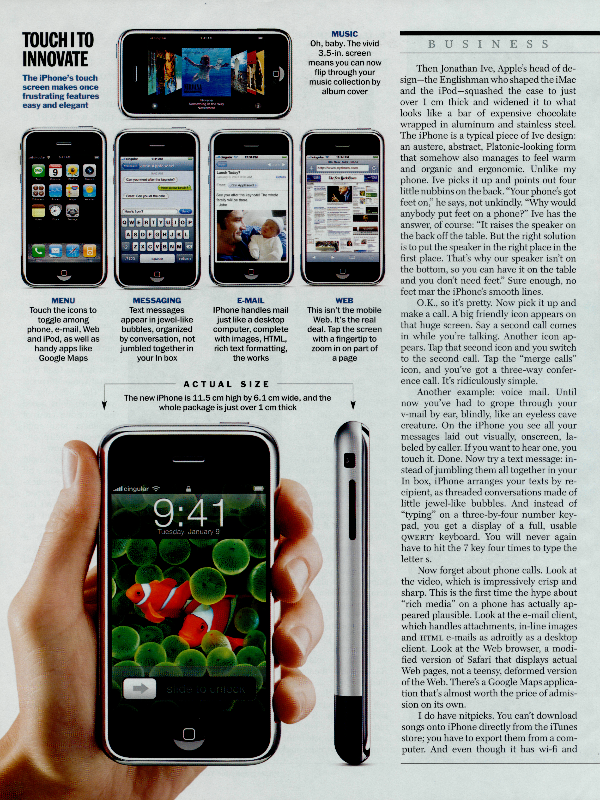 TOUCH I TO
INNOVATE
The iPhone's touch
screen makes once
frustrating features
easy and elegant
MUSIC
Oh, baby. The vivid
3.5-in. screen
means you can now
flip through your
music collection by
album cover
MENU
Touch the icons to
toggle among
phone, e-mail, Web
and iPod, as well as
handy apps like
Google Maps
MESSAGING
Text messages
appear in jewel-like
bubbles, organized
by conversation, not
jumbled together in
your In box
E-MAIL
IPhone handles mail
just like a desktop
computer, complete
with images, HTML,
rich text formatting,
the works
WEB
This isn't the mobile
Web. It's the real
deal. Tap the screen
with a fingertip to
zoom in on part of
a page
ACTUAL SIZE
The new iPhone is 11.5 cm high by 6.1 cm wide, and the
whole package is just over 1 cm thick
cingular
9:41
Tuesday, January 9
slide to unlock
BUSINESS
Then Jonathan Ive, Apple's head of de-
sign—the Englishman who shaped the iMac
and the iPod—squashed the case to just
over 1 cm thick and widened it to what
looks like a bar of expensive chocolate
wrapped in aluminum and stainless steel.
The iPhone is a typical piece of Ive design:
an austere, abstract, Platonic-looking form
that somehow also manages to feel warm
and organic and ergonomic. Unlike my
phone. Ive picks it up and points out four
little nubbins on the back. "Your phone's got
feet on," he says, not unkindly. "Why would
anybody put feet on a phone?" Ive has the
answer, of course: "It raises the speaker on
the back off the table. But the right solution
is to put the speaker in the right place in the
first place. That's why our speaker isn't on
the bottom, so you can have it on the table
and you don't need feet." Sure enough, no
feet mar the iPhone's smooth lines.
O.K., so it's pretty. Now pick it up and
make a call. A big friendly icon appears on
that huge screen. Say a second call comes
in while you're talking. Another icon ap-
pears. Tap that second icon and you switch
to the second call. Tap the "merge calls"
icon, and you've got a three-way confer-
ence call. It's ridiculously simple.
Another example: voice mail. Until
now you've had to grope through your
v-mail by ear, blindly, like an eyeless cave
creature. On the iPhone you see all your
messages laid out visually, onscreen, la-
beled by caller. If you want to hear one, you
touch it. Done. Now try a text message: in-
stead of jumbling them all together in your
In box, iPhone arranges your texts by re-
cipient, as threaded conversations made of
little jewel-like bubbles. And instead of
"typing" on a three-by-four number key-
pad, you get a display of a full, usable
QWERTY keyboard. You will never again
have to hit the 7 key four times to type the
letter s.
Now forget about phone calls. Look at
the video, which is impressively crisp and
sharp. This is the first time the hype about
"rich media" on a phone has actually ap-
peared plausible. Look at the e-mail client,
which handles attachments, in-line images
and HTML e-mails as adroitly as a desktop
client. Look at the Web browser, a modi-
fied version of Safari that displays actual
Web pages, not a teensy, deformed version
of the Web. There's a Google Maps applica-
tion that's almost worth the price of admis-
sion on its own.
I do have nitpicks. You can't download
songs onto iPhone directly from the iTunes
store; you have to export them from a com-
puter. And even though it has wi-fi and